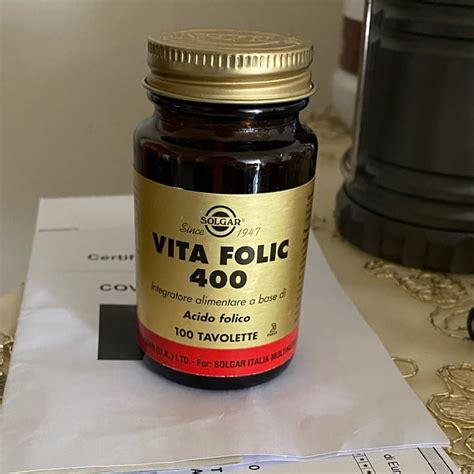 SOLGAR®
Since 1947
VITA FOLIC
400
Integratore alimentare a base di
Acido folico
100 TAVOLETTE
(U.K.) LTD.- For: SOLGAR ITALIA
Certif
COV